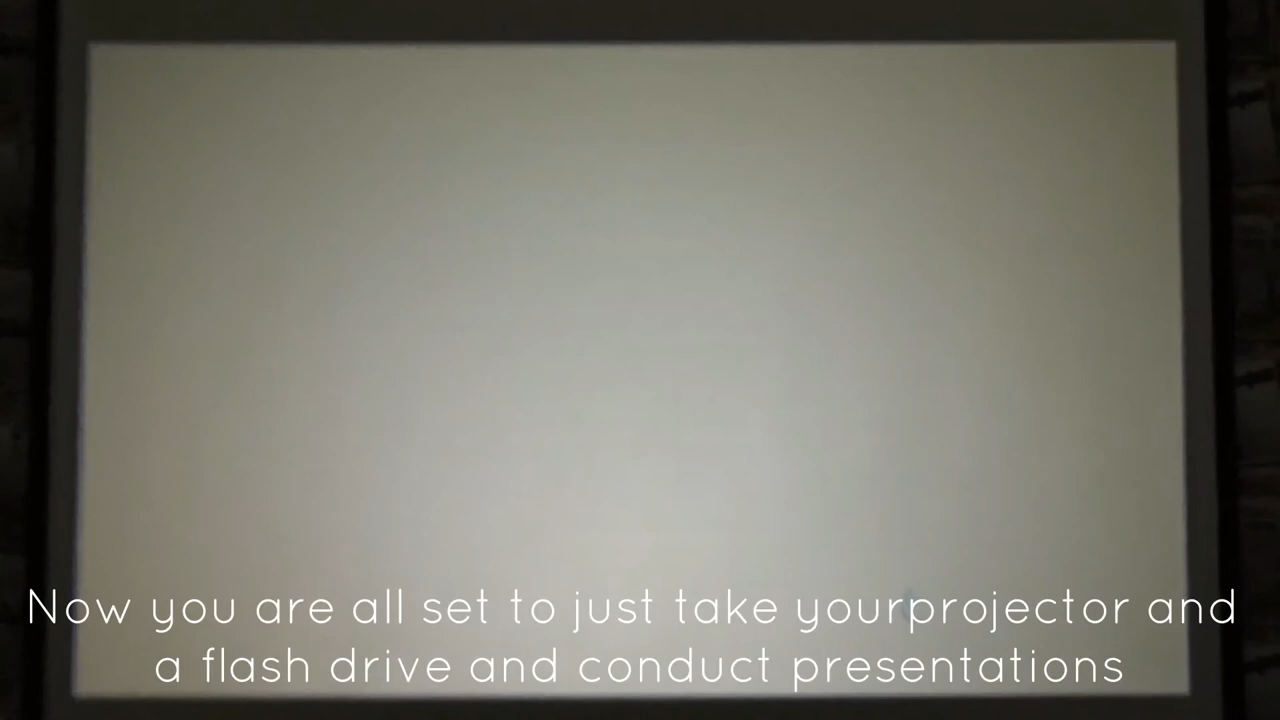 Now you are all set to just take yourprojector and
a flash drive and conduct presentations